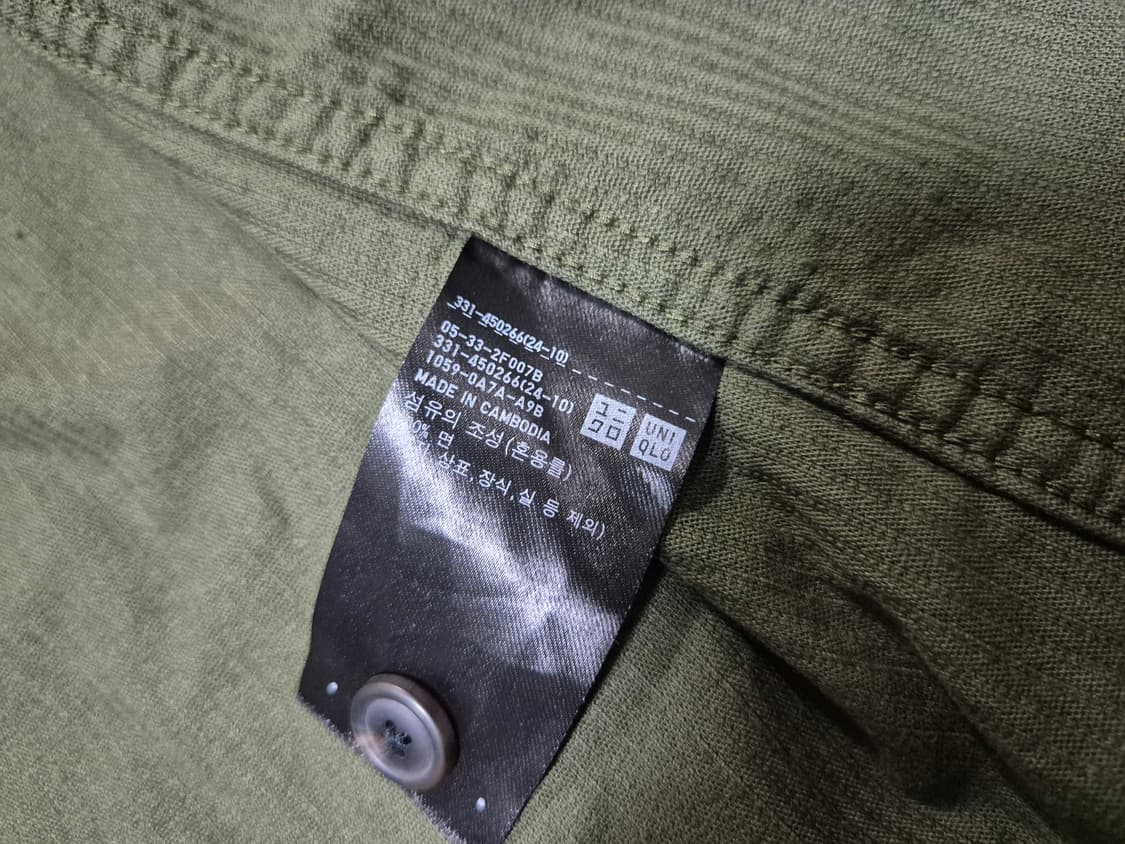 331-450266(24-10)
05-33-2F007B
331-450266(24-10)
1059-0A7A-A9B
MADE IN CAMBODIA
섬유의 조성 (혼용률)
0% 면
상표, 장식, 실 등 제외)
ユニ
クロ
UNI
QLO